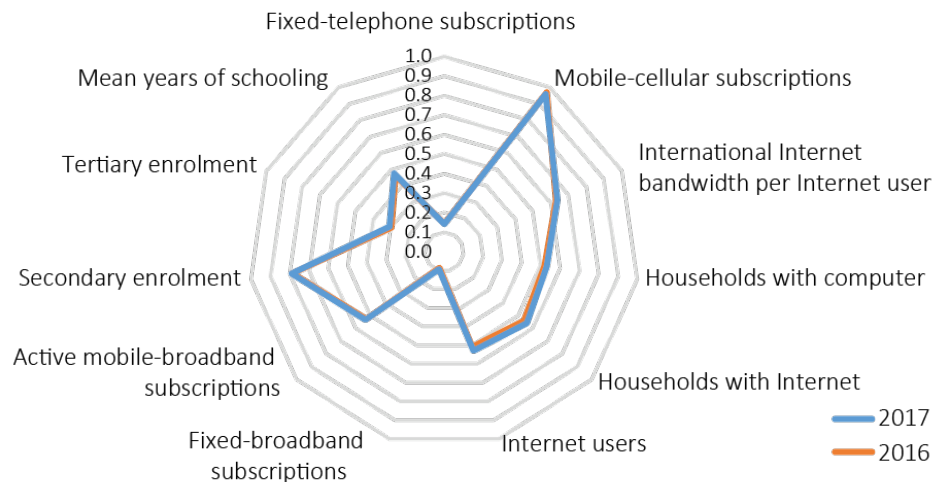 Fixed-telephone subscriptions
1.0
0.9
0.8
0.7
0.6
0.5
0.4
0.3
0.2
0.1
0.0
Mobile-cellular subscriptions
International Internet
bandwidth per Internet user
Households with computer
Households with Internet
Internet users
Fixed-broadband
subscriptions
Active mobile-broadband
subscriptions
Secondary enrolment
Tertiary enrolment
Mean years of schooling
2017
2016